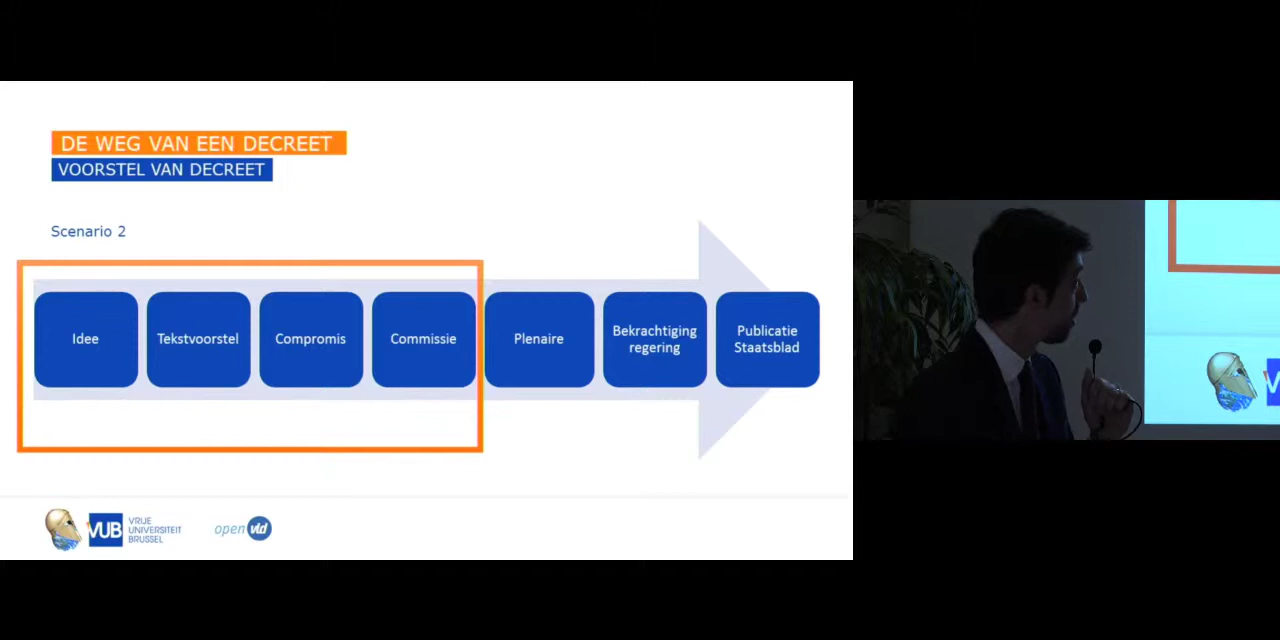 DE WEG VAN EEN DECREET
VOORSTEL VAN DECREET
Scenario 2
Idee
Tekstvoorstel
Compromis
Commissie
Plenaire
Bekrachtiging
regering
Publicatie
Staatsblad
VUB
VRIJE
UNIVERSITEIT
BRUSSEL
open vld